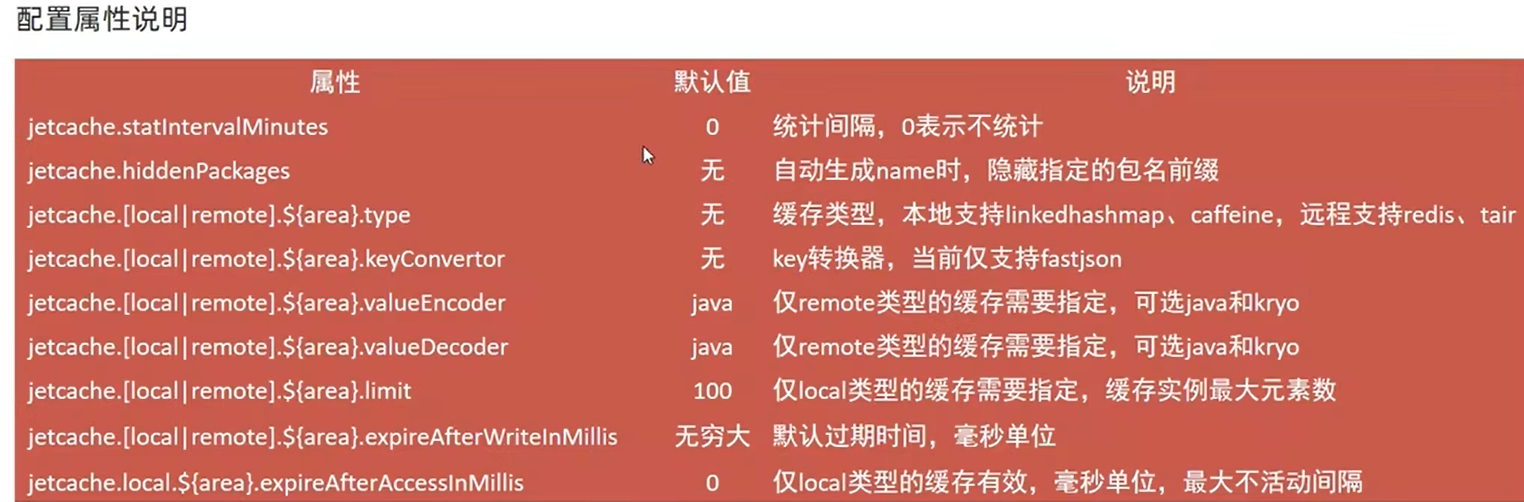 配置属性说明
属性 默认值 说明
jetcache.statIntervalMinutes 0 统计间隔，0表示不统计
jetcache.hiddenPackages 无 自动生成name时，隐藏指定的包名前缀
jetcache.[local|remote].${area}.type 无 缓存类型，本地支持linkedhashmap、caffeine，远程支持redis、tair
jetcache.[local|remote].${area}.keyConvertor 无 key转换器，当前仅支持fastjson
jetcache.[local|remote].${area}.valueEncoder java 仅remote类型的缓存需要指定，可选java和kryo
jetcache.[local|remote].${area}.valueDecoder java 仅remote类型的缓存需要指定，可选java和kryo
jetcache.[local|remote].${area}.limit 100 仅local类型的缓存需要指定，缓存实例最大元素数
jetcache.[local|remote].${area}.expireAfterWriteInMillis 无穷大 默认过期时间，毫秒单位
jetcache.local.${area}.expireAfterAccessInMillis 0 仅local类型的缓存有效，毫秒单位，最大不活动间隔